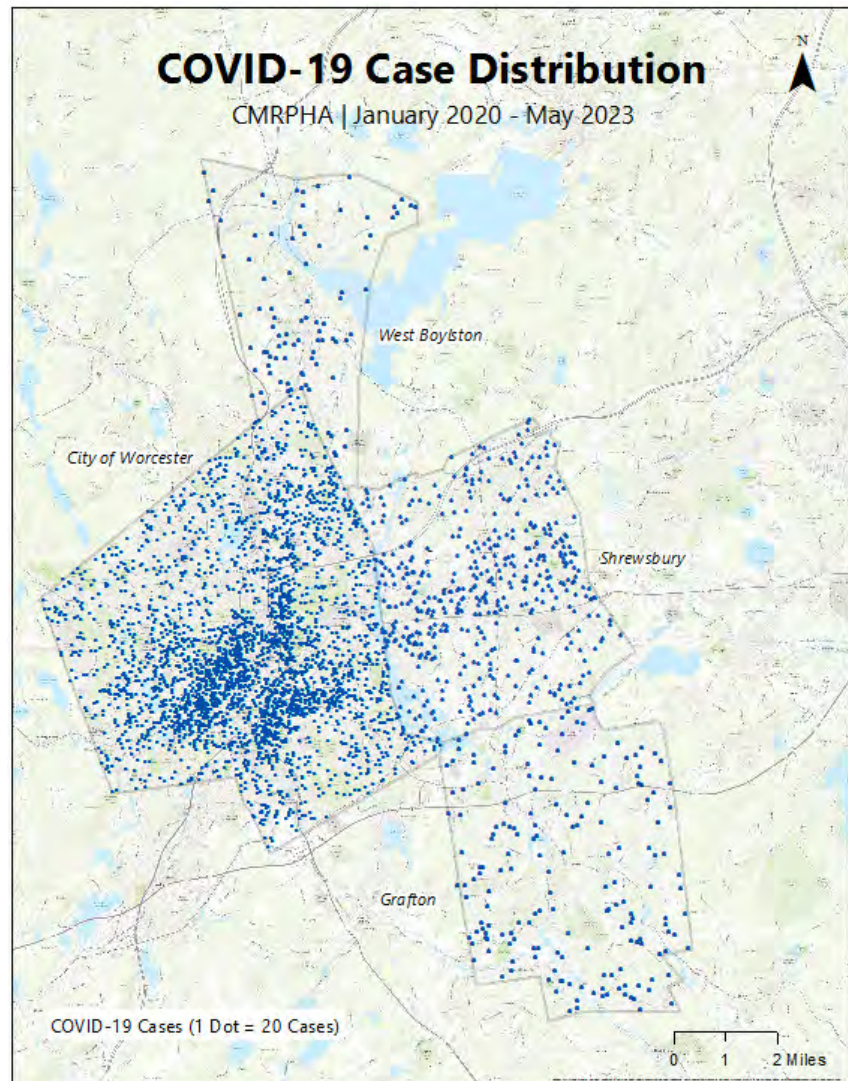 COVID-19 Case Distribution
CMRPHA | January 2020 - May 2023
N
West Boylston
City of Worcester
Shrewsbury
Grafton
COVID-19 Cases (1 Dot = 20 Cases)
0 1 2 Miles